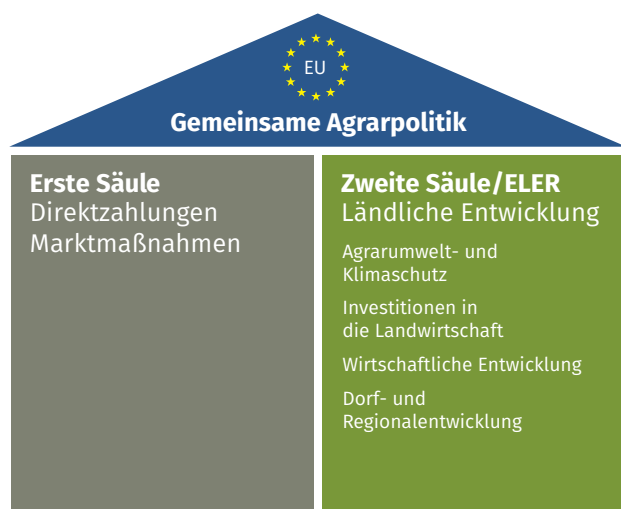 EU
Gemeinsame Agrarpolitik
Erste Säule
Direktzahlungen
Marktmaßnahmen
Zweite Säule/ELER
Ländliche Entwicklung
Agrarumwelt- und
Klimaschutz
Investitionen in
die Landwirtschaft
Wirtschaftliche Entwicklung
Dorf- und
Regionalentwicklung